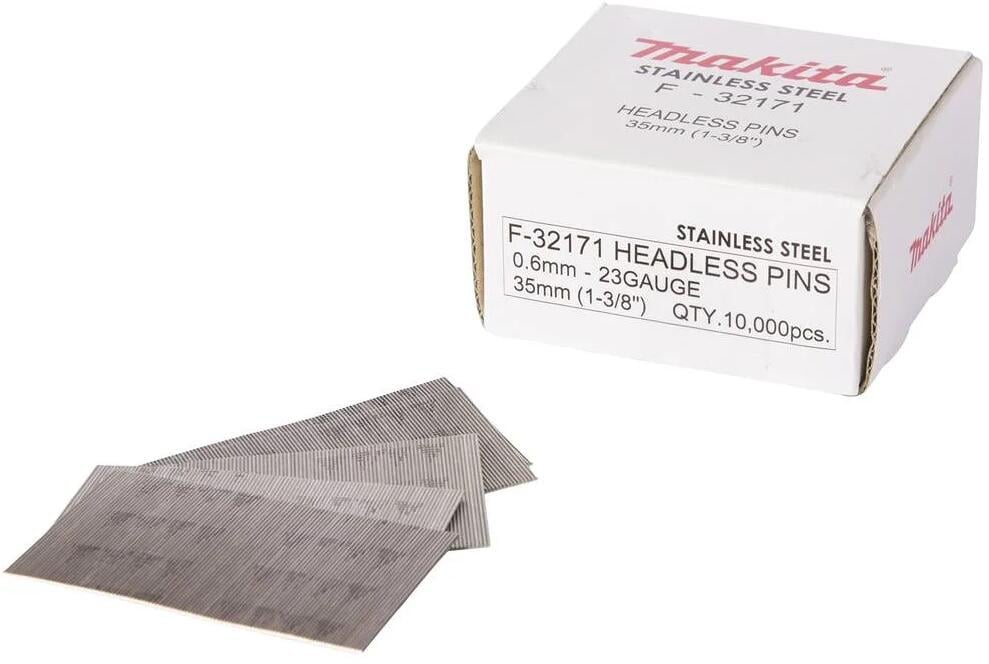 Makita®
STAINLESS STEEL
F - 32171
HEADLESS PINS
35mm (1-3/8")
STAINLESS STEEL
F-32171 HEADLESS PINS
0.6mm - 23GAUGE
35mm (1-3/8") QTY.10,000pcs.
Makita®